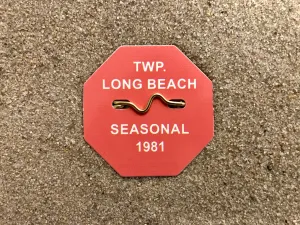 TWP.
LONG BEACH
SEASONAL
1981